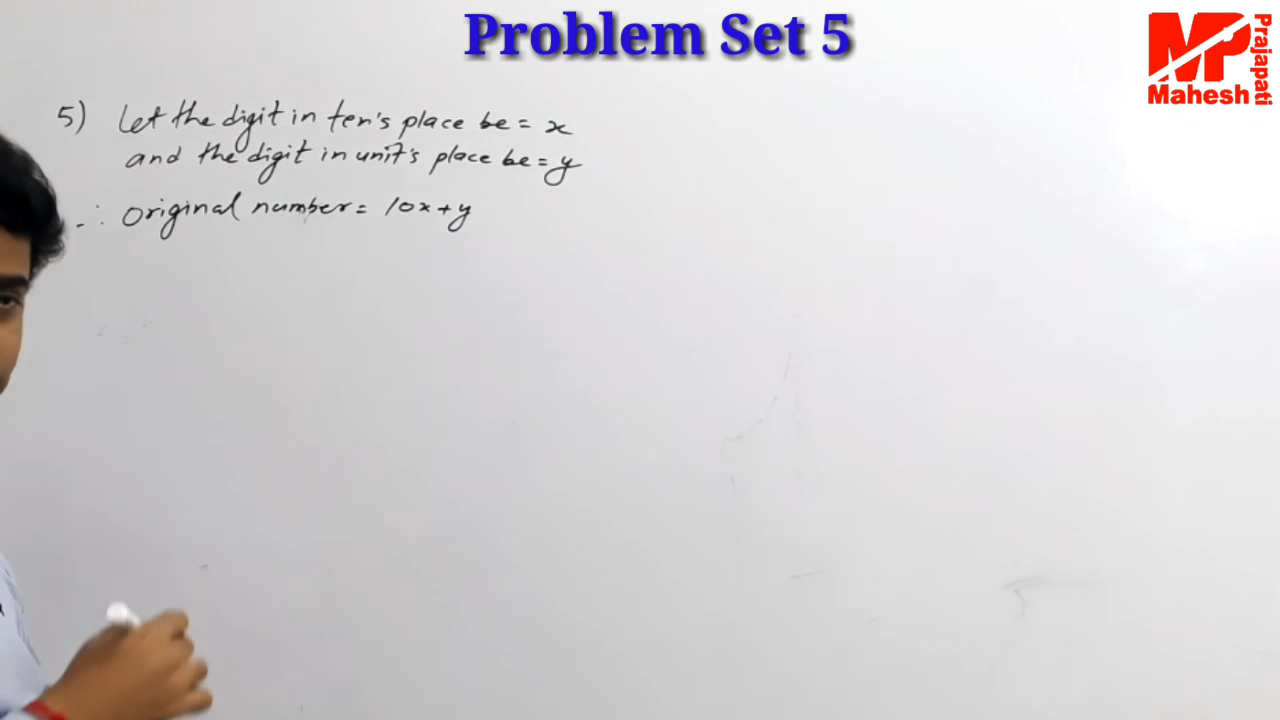 Problem Set 5
MP
Mahesh
Prajapati
5) Let the digit in ten's place be = x
and the digit in unit's place be = y
∴ Original number = 10x + y